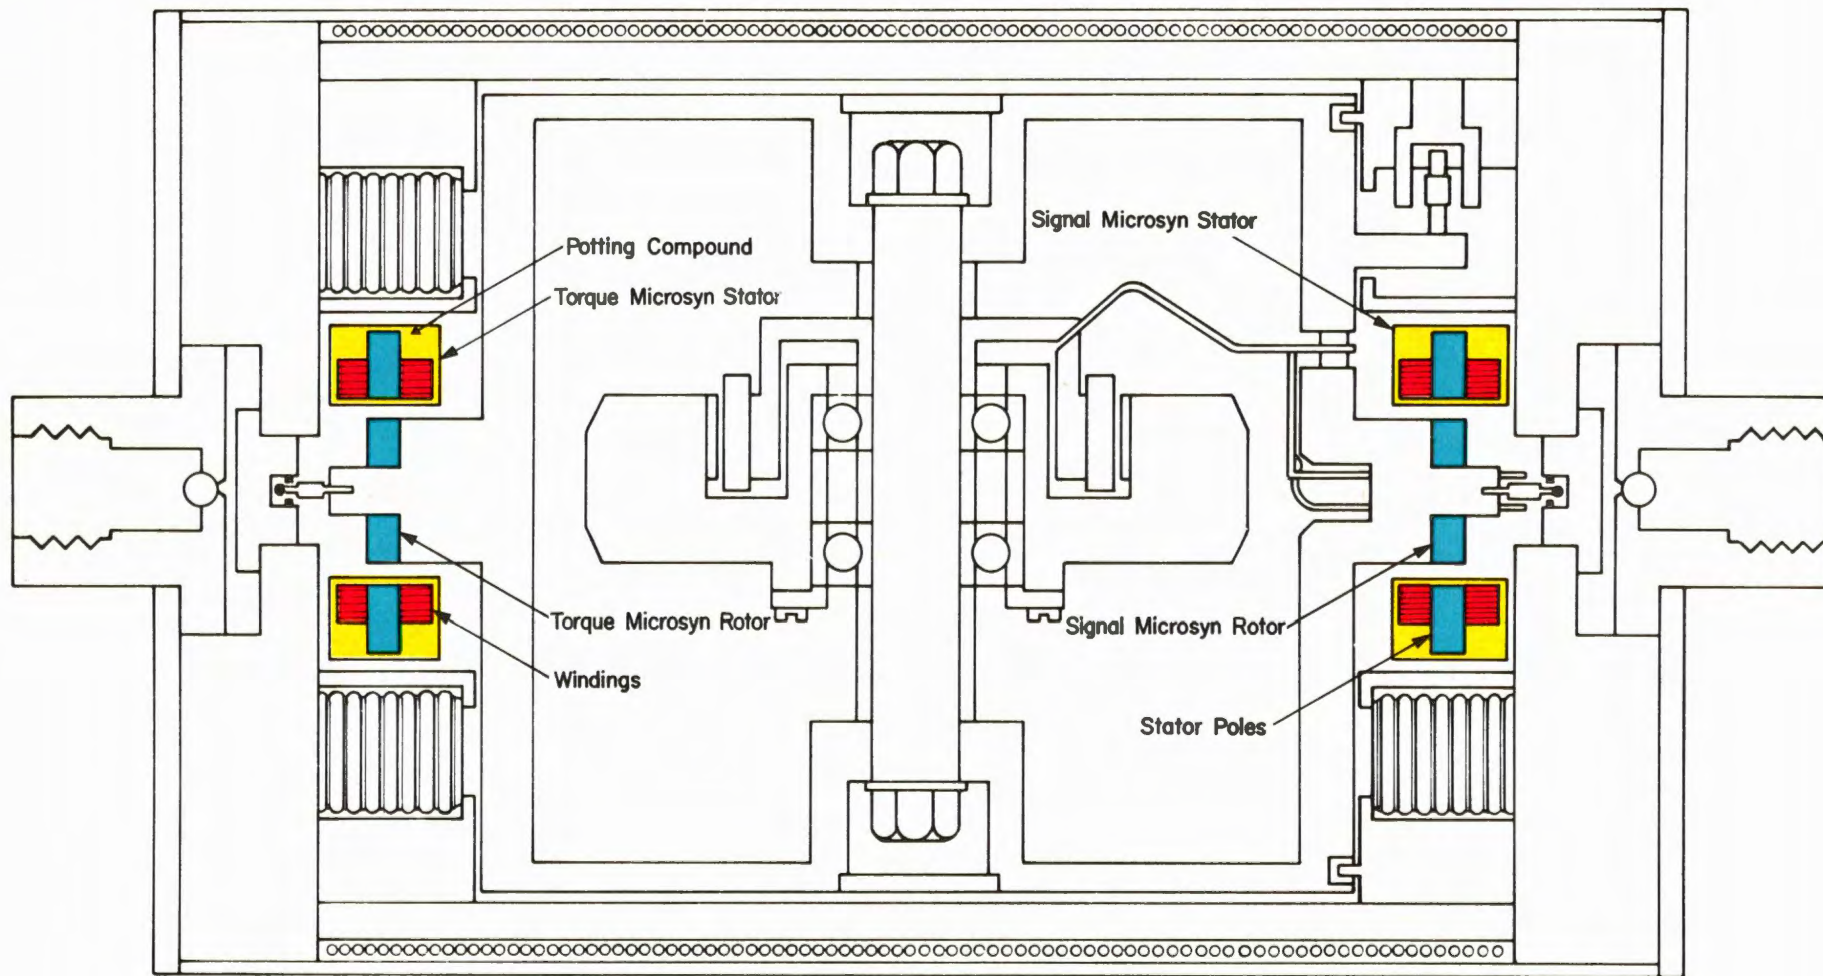 Potting Compound
Torque Microsyn Stator
Torque Microsyn Rotor
Windings
Signal Microsyn Stator
Signal Microsyn Rotor
Stator Poles